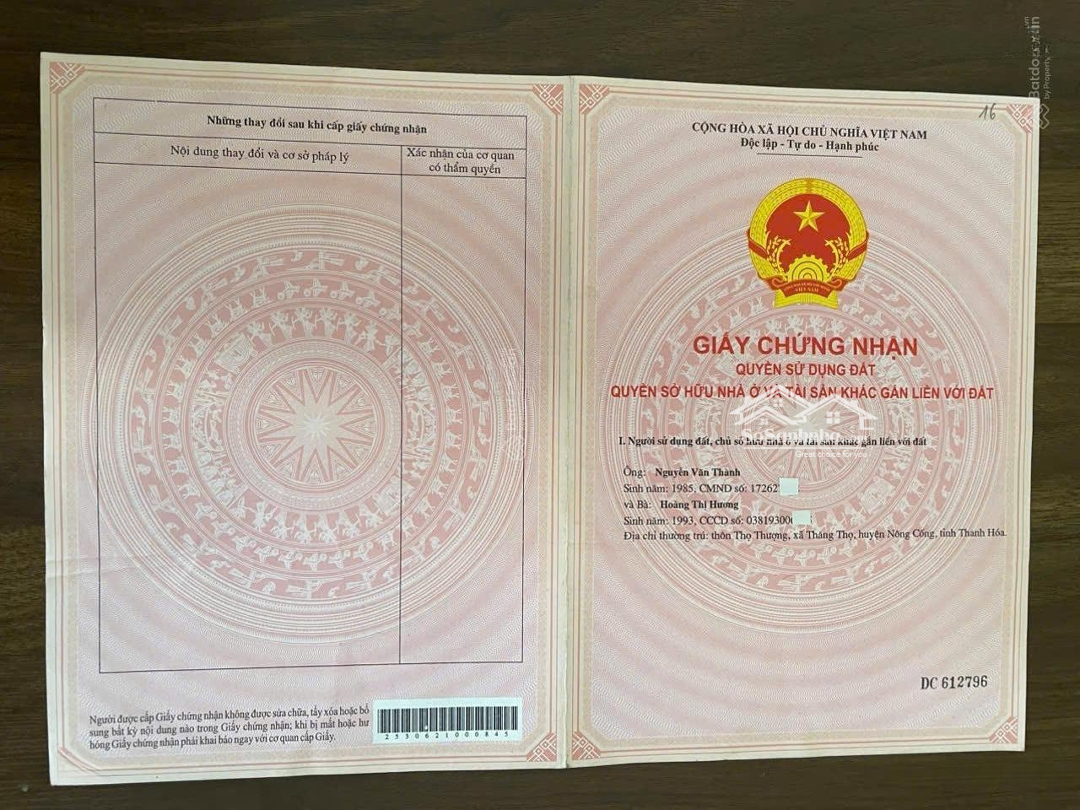 Những thay đổi sau khi cấp giấy chứng nhận
Nội dung thay đổi và cơ sở pháp lý
Xác nhận của cơ quan
có thẩm quyền
Người được cấp Giấy chứng nhận không được sửa chữa, tẩy xóa hoặc bổ
sung bất kỳ nội dung nào trong Giấy chứng nhận; khi bị mất hoặc hư
hỏng Giấy chứng nhận phải khai báo ngay với cơ quan cấp Giấy.
2530621000845
16
CỘNG HÒA XÃ HỘI CHỦ NGHĨA VIỆT NAM
Độc lập - Tự do - Hạnh phúc
GIẤY CHỨNG NHẬN
QUYỀN SỬ DỤNG ĐẤT
QUYỀN SỞ HỮU NHÀ Ở VÀ TÀI SẢN KHÁC GẮN LIỀN VỚI ĐẤT
I. Người sử dụng đất, chủ sở hữu nhà ở và tài sản khác gắn liền với đất
Great choice for you
Ông: Nguyễn Văn Thành
Sinh năm: 1985, CMND số: 17262
và Bà: Hoàng Thị Hương
Sinh năm: 1993, CCCD số: 03819300
Địa chỉ thường trú: thôn Thọ Thượng, xã Thăng Thọ, huyện Nông Cống, tỉnh Thanh Hóa.
DC 612796
by Property